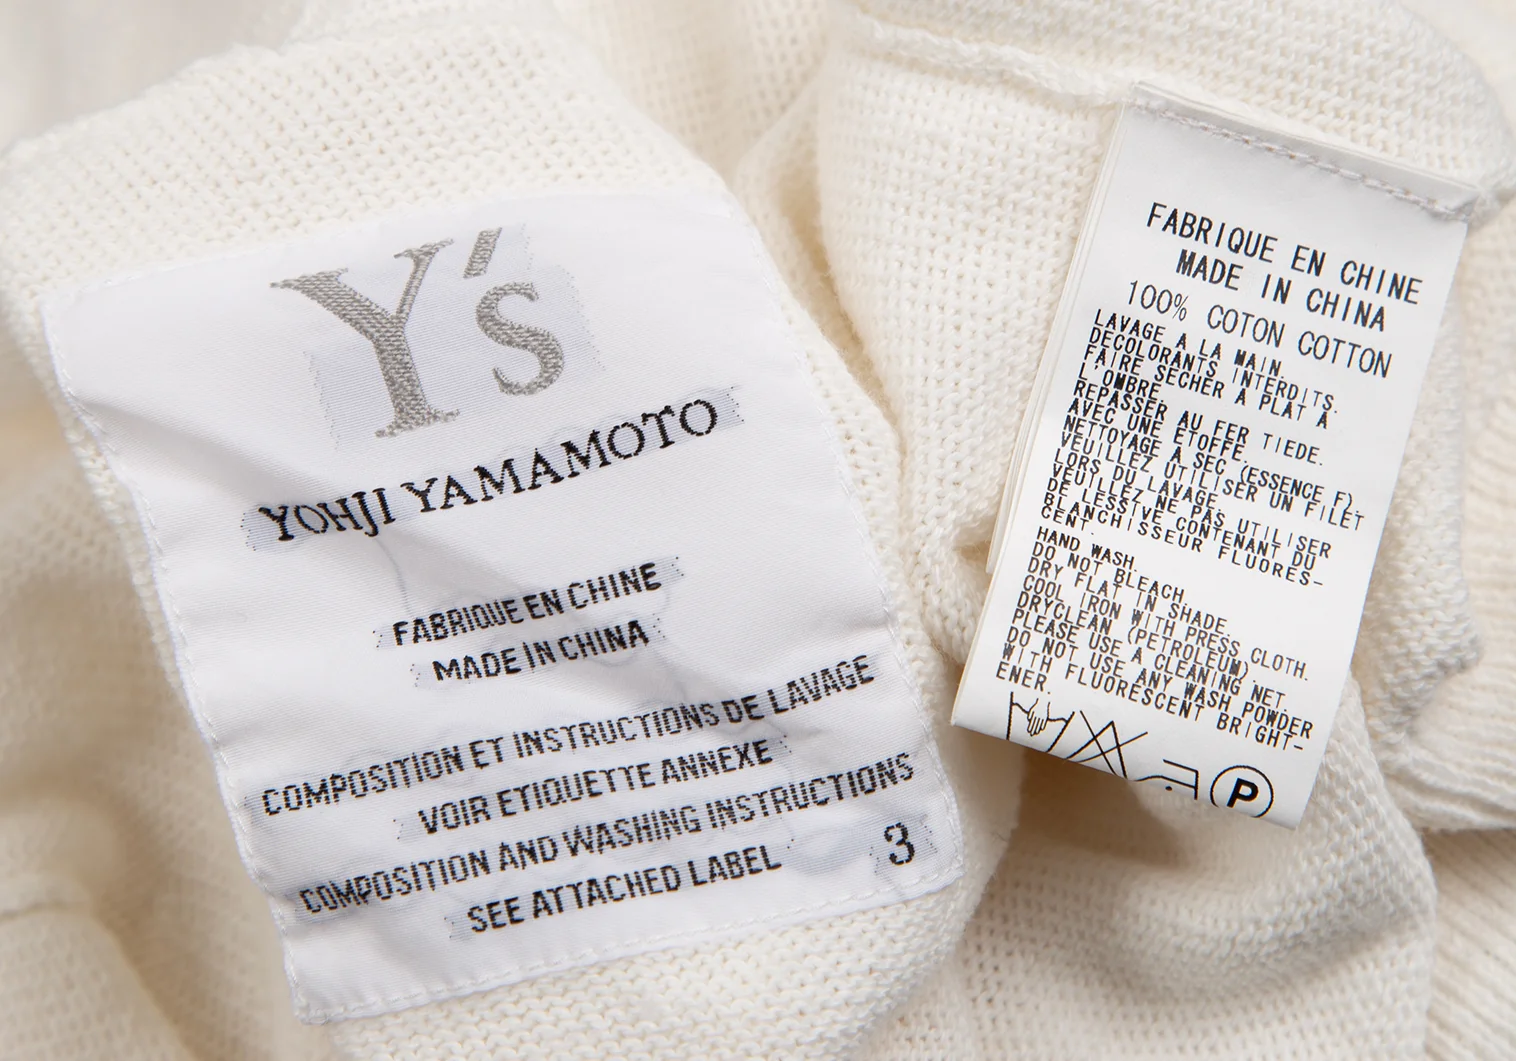 Y's
YOHJI YAMAMOTO
FABRIQUE EN CHINE
MADE IN CHINA
COMPOSITION ET INSTRUCTIONS DE LAVAGE
VOIR ETIQUETTE ANNEXE
COMPOSITION AND WASHING INSTRUCTIONS
SEE ATTACHED LABEL
3
FABRIQUE EN CHINE
MADE IN CHINA
100% COTON COTTON
LAVAGE A LA MAIN.
DECOLORANTS INTERDITS.
FAIRE SECHER A PLAT A
L'OMBRE.
REPASSER AU FER TIEDE.
AVEC UNE ETOFFE.
NETTOYAGE A SEC (ESSENCE F).
VEUILLEZ UTILISER UN FILET
LORS DU LAVAGE.
VEUILLEZ NE PAS UTILISER
DE LESSIVE CONTENANT DU
BLANCHISSEUR FLUORES-
CENT.
HAND WASH.
DO NOT BLEACH.
DRY FLAT IN SHADE.
COOL IRON WITH PRESS CLOTH.
DRYCLEAN (PETROLEUM).
PLEASE USE A CLEANING NET.
DO NOT USE ANY WASH POWDER
WITH FLUORESCENT BRIGHT-
ENER.
P